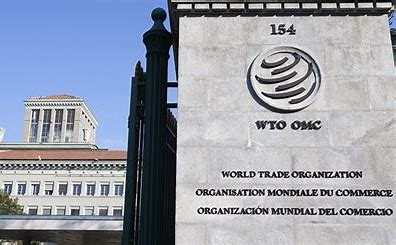 154
WTO OMC
WORLD TRADE ORGANIZATION
ORGANISATION MONDIALE DU COMMERCE
ORGANIZACIÓN MUNDIAL DEL COMERCIO